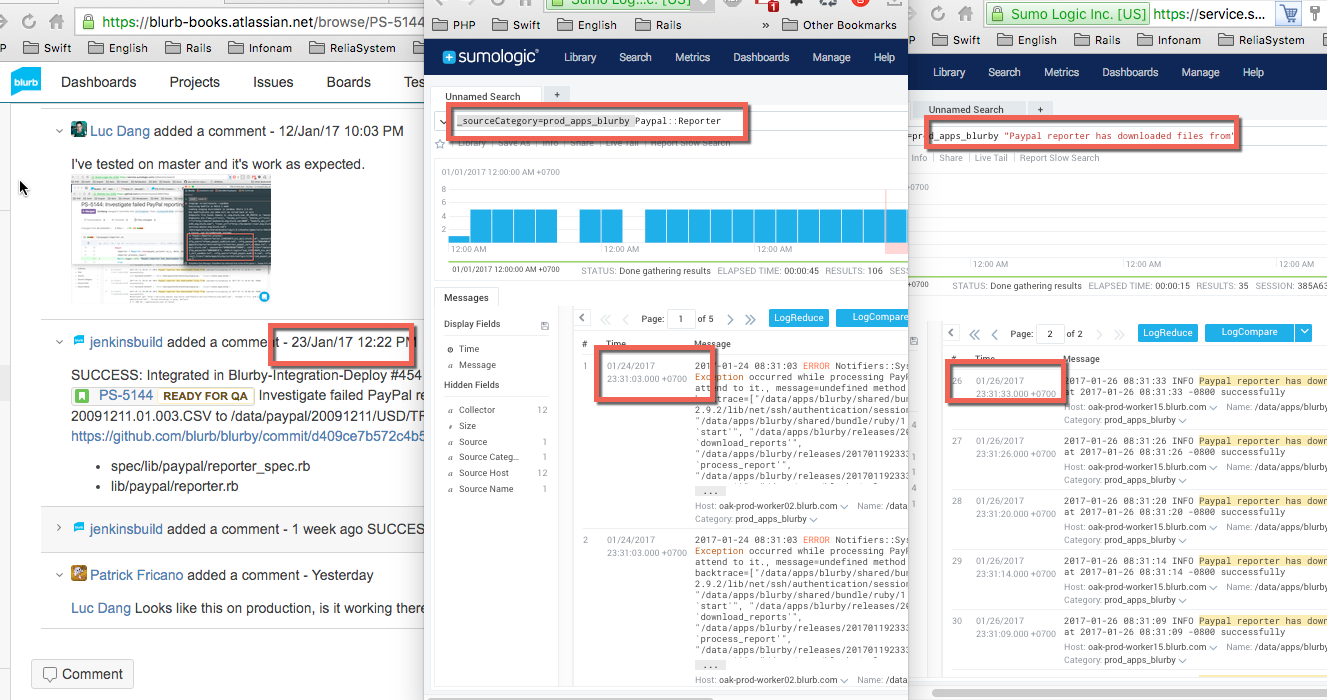 https://blurb-books.atlassian.net/browse/PS-5144
Swift English Rails Infonam ReliaSystem
blurb Dashboards Projects Issues Boards
Luc Dang added a comment - 12/Jan/17 10:03 PM
I've tested on master and it's work as expected.
jenkinsbuild added a comment - 23/Jan/17 12:22 PM
SUCCESS: Integrated in Blurby-Integration-Deploy #454
PS-5144 READY FOR QA Investigate failed PayPal re
20091211.01.003.CSV to /data/paypal/20091211/USD/TR
https://github.com/blurb/blurby/commit/d409ce7b572c4b5
spec/lib/paypal/reporter_spec.rb
lib/paypal/reporter.rb
jenkinsbuild added a comment - 1 week ago SUCCES
Patrick Fricano added a comment - Yesterday
Luc Dang Looks like this on production, is it working there
Comment
PHP Swift English Rails » Other Bookmarks
sumologic Library Search Metrics Dashboards Manage Help
Unnamed Search +
_sourceCategory=prod_apps_blurby Paypal::Reporter
Library Save As Info Share Live Tail Report Slow Search
01/01/2017 12:00:00 AM +0700
8
6
4
2
12:00 AM 12:00 AM 12:00 AM
01/01/2017 12:00:00 AM +0700 STATUS: Done gathering results ELAPSED TIME: 00:00:45 RESULTS: 106 SES
Messages
Display Fields
Time
Message
Hidden Fields
Collector 12
Size
Source 1
Source Categ... 1
Source Host 12
Source Name 1
Page: 1 of 5 LogReduce LogCompare
# Time Message
1 01/24/2017
23:31:03.000 +0700
2017-01-24 08:31:03 ERROR Notifiers::Sys
Exception occurred while processing PayP
attend to it., message=undefined method
backtrace=["/data/apps/blurby/shared/bun
2.9.2/lib/net/ssh/authentication/session
"/data/apps/blurby/shared/bundle/ruby/1
`start'", "/data/apps/blurby/releases/20
`download_reports'",
"/data/apps/blurby/releases/201701192333
`process_report'",
...
Host: oak-prod-worker02.blurb.com Name: /data
Category: prod_apps_blurby
2 01/24/2017
23:31:03.000 +0700
2017-01-24 08:31:03 ERROR Notifiers::Sys
Exception occurred while processing PayP
attend to it., message=undefined method
backtrace=["/data/apps/blurby/shared/bun
2.9.2/lib/net/ssh/authentication/session
"/data/apps/blurby/shared/bundle/ruby/1
`start'", "/data/apps/blurby/releases/20
`download_reports'",
"/data/apps/blurby/releases/201701192333
`process_report'",
...
Host: oak-prod-worker02.blurb.com Name: /data
Sumo Logic Inc. [US] https://service.s...
Swift English Rails Infonam ReliaSystem
Library Search Metrics Dashboards Manage Help
Unnamed Search +
=prod_apps_blurby "Paypal reporter has downloaded files from"
Info Share Live Tail Report Slow Search
+0700
12:00 AM 12:00 AM 12:00 AM
+0700 STATUS: Done gathering results ELAPSED TIME: 00:00:15 RESULTS: 35 SESSION: 385A63
Page: 2 of 2 LogReduce LogCompare
# Time Message
26 01/26/2017
23:31:33.000 +0700
2017-01-26 08:31:33 INFO Paypal reporter has down
at 2017-01-26 08:31:33 -0800 successfully
Host: oak-prod-worker15.blurb.com Name: /data/apps/blurby
Category: prod_apps_blurby
27 01/26/2017
23:31:26.000 +0700
2017-01-26 08:31:26 INFO Paypal reporter has down
at 2017-01-26 08:31:26 -0800 successfully
Host: oak-prod-worker15.blurb.com Name: /data/apps/blurby
Category: prod_apps_blurby
28 01/26/2017
23:31:20.000 +0700
2017-01-26 08:31:20 INFO Paypal reporter has down
at 2017-01-26 08:31:20 -0800 successfully
Host: oak-prod-worker15.blurb.com Name: /data/apps/blurby
Category: prod_apps_blurby
29 01/26/2017
23:31:14.000 +0700
2017-01-26 08:31:14 INFO Paypal reporter has down
at 2017-01-26 08:31:14 -0800 successfully
Host: oak-prod-worker15.blurb.com Name: /data/apps/blurby
Category: prod_apps_blurby
30 01/26/2017
23:31:09.000 +0700
2017-01-26 08:31:09 INFO Paypal reporter has down
at 2017-01-26 08:31:09 -0800 successfully
Host: oak-prod-worker15.blurb.com Name: /data/apps/blurby
Category: prod_apps_blurby